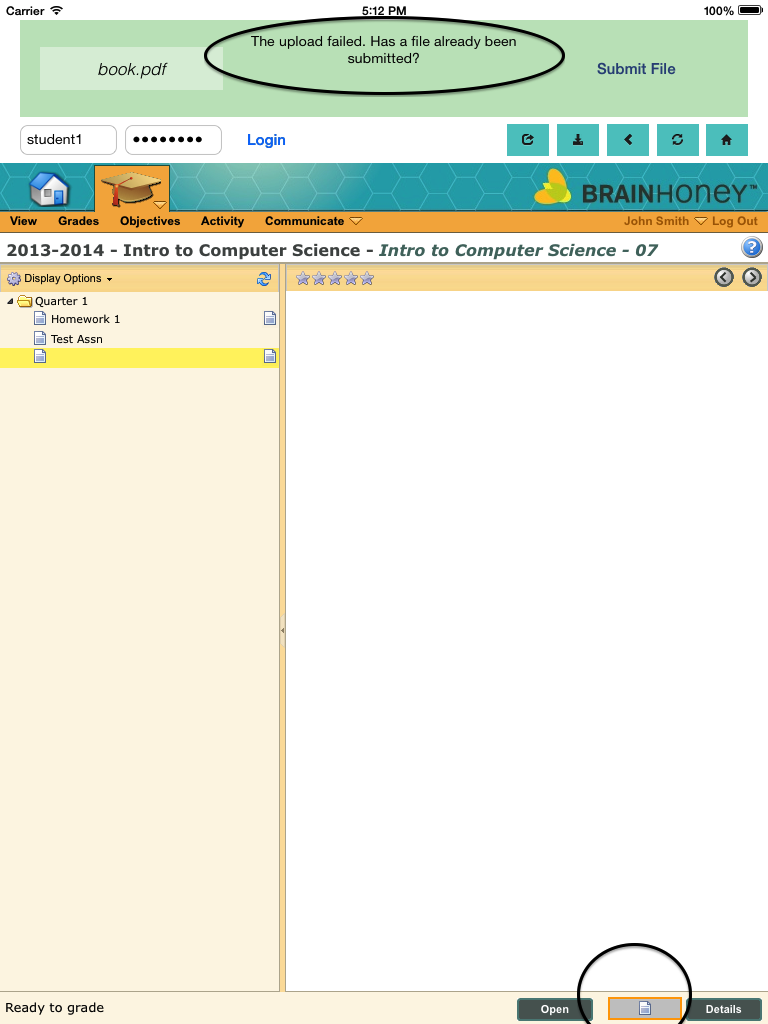 Carrier 5:12 PM 100%
The upload failed. Has a file already been
submitted?
book.pdf
Submit File
student1 •••••••• Login
BRAINHONEY™
View Grades Objectives Activity Communicate John Smith Log Out
2013-2014 - Intro to Computer Science - Intro to Computer Science - 07
Display Options
Quarter 1
Homework 1
Test Assn
Ready to grade
Open Details